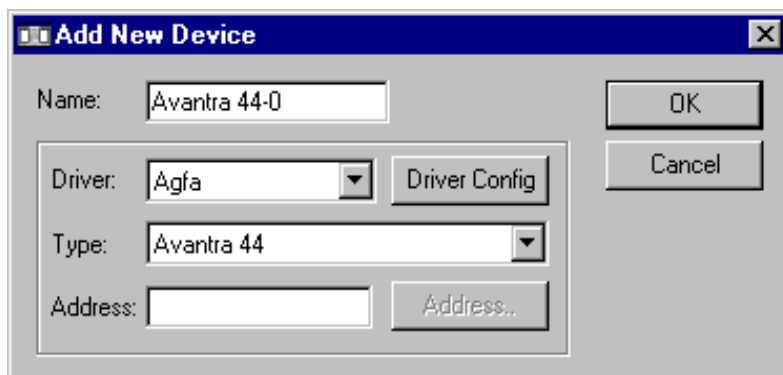 Add New Device
Name: Avantra 44-0
OK
Driver: Agfa Driver Config
Cancel
Type: Avantra 44
Address: Address..